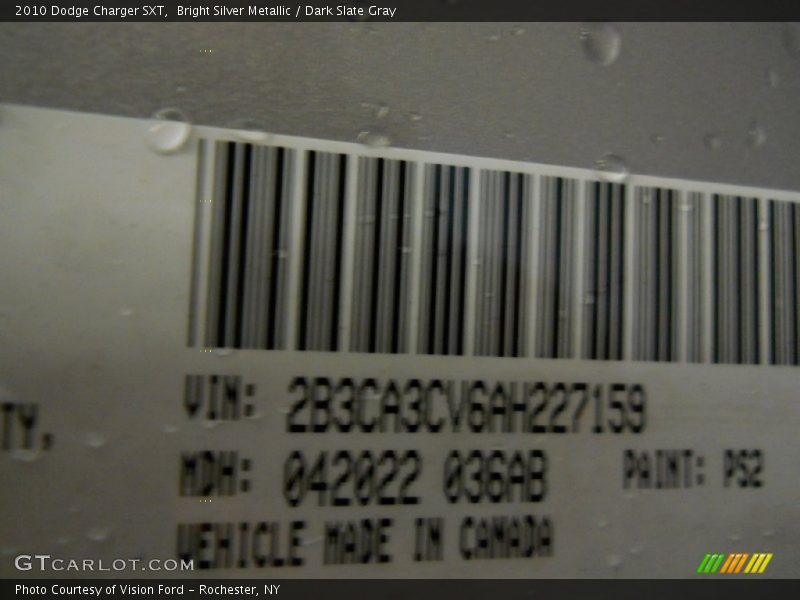 2010 Dodge Charger SXT,  Bright Silver Metallic / Dark Slate Gray
VIN: 2B3CA3CV6AH227159
TY.
MDH: 042022 036AB PAINT: PS2
VEHICLE MADE IN CANADA
GTCARLOT.COM
Photo Courtesy of Vision Ford - Rochester, NY